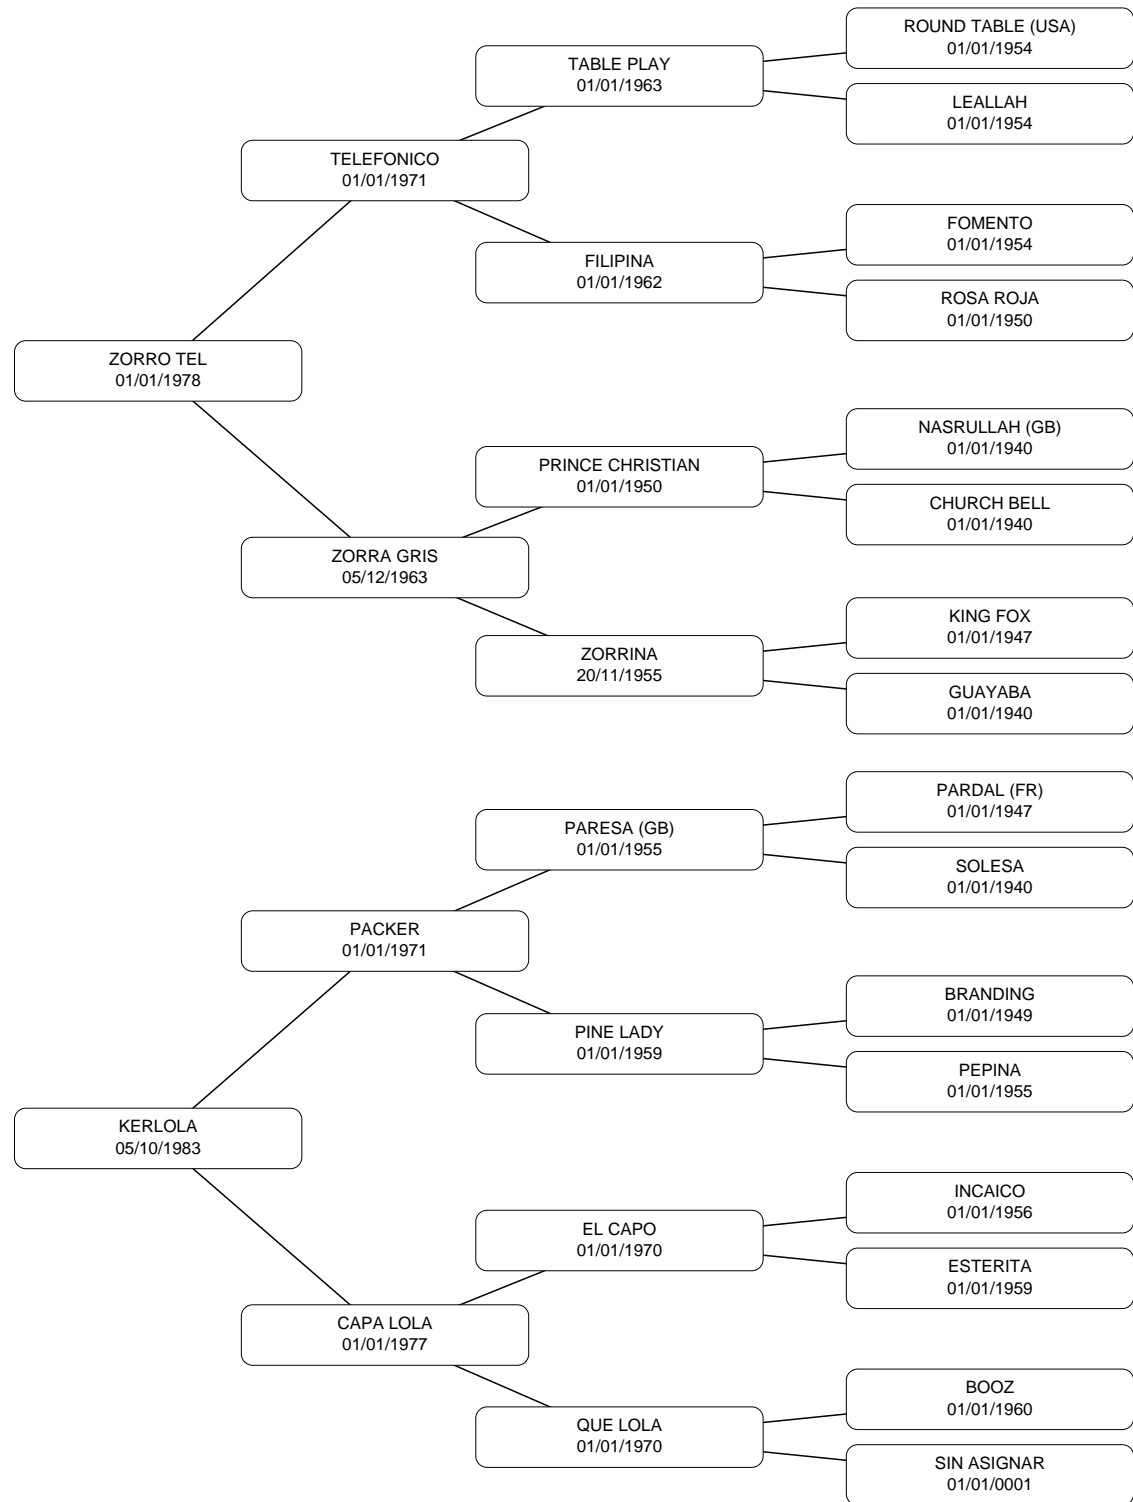 ROUND TABLE (USA)
01/01/1954
TABLE PLAY
01/01/1963
LEALLAH
01/01/1954
TELEFONICO
01/01/1971
FOMENTO
01/01/1954
FILIPINA
01/01/1962
ROSA ROJA
01/01/1950
ZORRO TEL
01/01/1978
NASRULLAH (GB)
01/01/1940
PRINCE CHRISTIAN
01/01/1950
CHURCH BELL
01/01/1940
ZORRA GRIS
05/12/1963
KING FOX
01/01/1947
ZORRINA
20/11/1955
GUAYABA
01/01/1940
PARDAL (FR)
01/01/1947
PARESA (GB)
01/01/1955
SOLESA
01/01/1940
PACKER
01/01/1971
BRANDING
01/01/1949
PINE LADY
01/01/1959
PEPINA
01/01/1955
KERLOLA
05/10/1983
INCAICO
01/01/1956
EL CAPO
01/01/1970
ESTERITA
01/01/1959
CAPA LOLA
01/01/1977
BOOZ
01/01/1960
QUE LOLA
01/01/1970
SIN ASIGNAR
01/01/0001